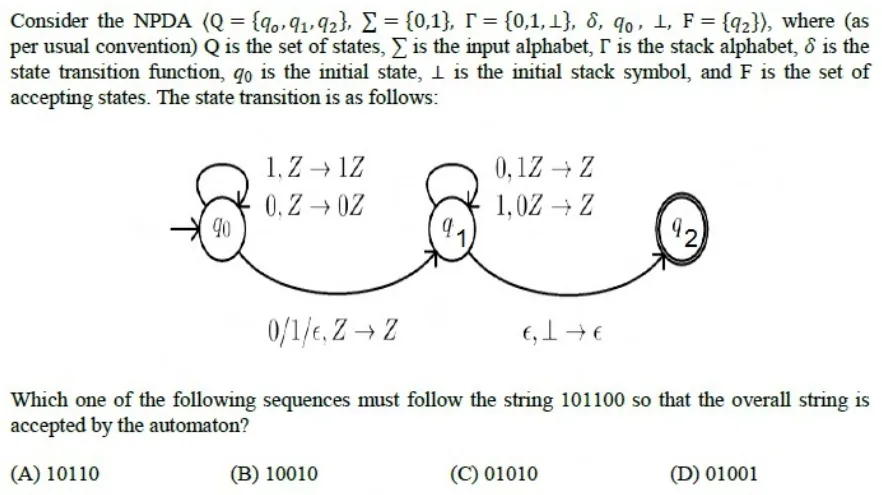 Consider the NPDA ⟨Q = {q₀, q₁, q₂}, Σ = {0,1}, Γ = {0,1,⊥}, δ, q₀, ⊥, F = {q₂}⟩, where (as
per usual convention) Q is the set of states, Σ is the input alphabet, Γ is the stack alphabet, δ is the
state transition function, q₀ is the initial state, ⊥ is the initial stack symbol, and F is the set of
accepting states. The state transition is as follows:
1, Z → 1Z
0, Z → 0Z
0, 1Z → Z
1, 0Z → Z
q₀
q₁
q₂
0/1/ϵ, Z → Z
ϵ, ⊥ → ϵ
Which one of the following sequences must follow the string 101100 so that the overall string is
accepted by the automaton?
(A) 10110 (B) 10010 (C) 01010 (D) 01001